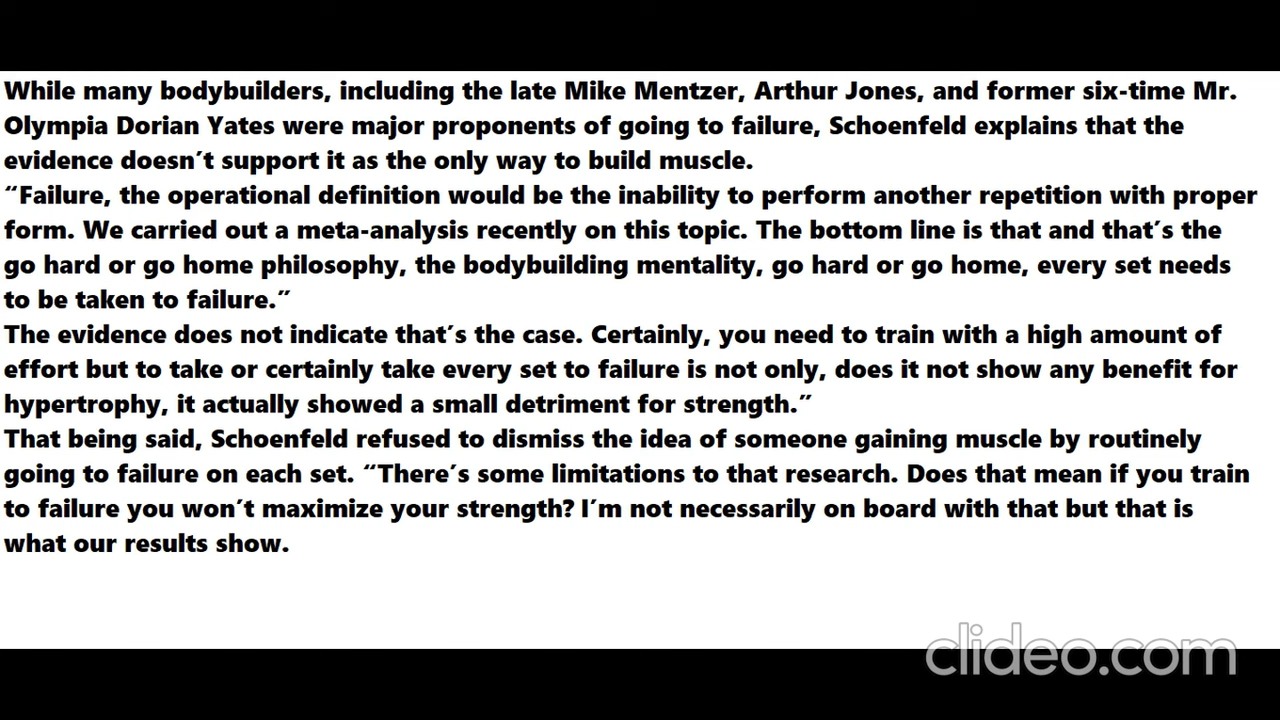 While many bodybuilders, including the late Mike Mentzer, Arthur Jones, and former six-time Mr.
Olympia Dorian Yates were major proponents of going to failure, Schoenfeld explains that the
evidence doesn’t support it as the only way to build muscle.
“Failure, the operational definition would be the inability to perform another repetition with proper
form. We carried out a meta-analysis recently on this topic. The bottom line is that and that’s the
go hard or go home philosophy, the bodybuilding mentality, go hard or go home, every set needs
to be taken to failure.”
The evidence does not indicate that’s the case. Certainly, you need to train with a high amount of
effort but to take or certainly take every set to failure is not only, does it not show any benefit for
hypertrophy, it actually showed a small detriment for strength.”
That being said, Schoenfeld refused to dismiss the idea of someone gaining muscle by routinely
going to failure on each set. “There’s some limitations to that research. Does that mean if you train
to failure you won’t maximize your strength? I’m not necessarily on board with that but that is
what our results show.
clideo.com